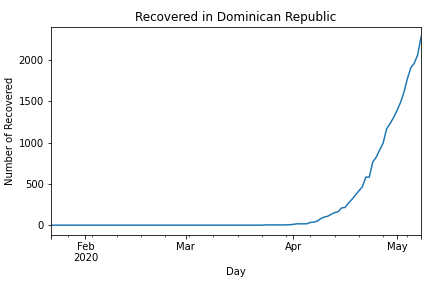 Recovered in Dominican Republic
Number of Recovered
2000
1500
1000
500
0
Feb
2020
Mar
Apr
May
Day